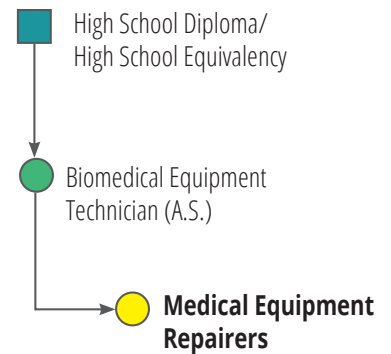 High School Diploma/
High School Equivalency
Biomedical Equipment
Technician (A.S.)
Medical Equipment
Repairers